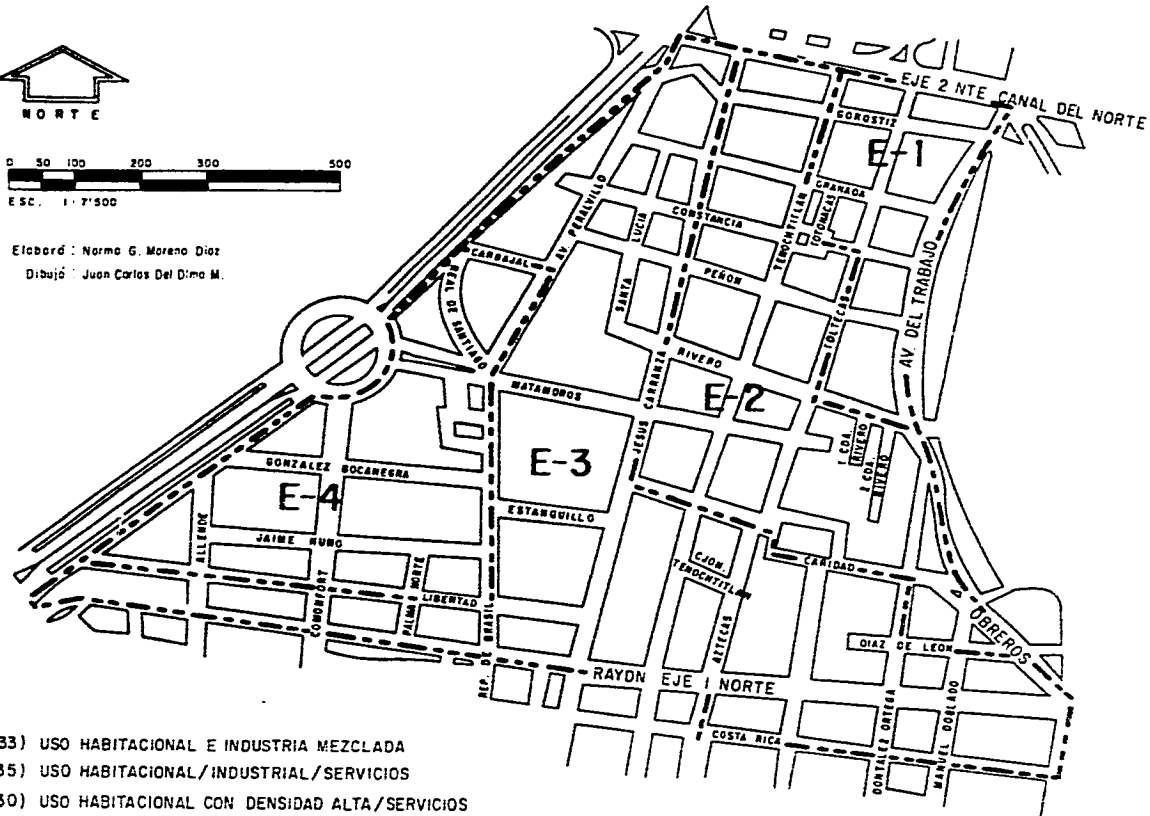 NORTE
0 50 100 200 300 500
ESC. 1:7'500
Elaboró : Norma G. Moreno Díaz
Dibujó : Juan Carlos Del Olmo M.
EJE 2 NTE CANAL DEL NORTE
GOROSTIZ
E-1
GRANADA
TENOCHTITLAN
TOTONACAS
AV. PERALVILLO
CONSTANCIA
LUCIA
SANTA
CARBAJAL
REAL DE SANTIAGO
PEÑON
AV. DEL TRABAJO
TOLTECAS
RIVERO
MATAMOROS
JESUS CARRANZA
E-2
1 CDA. RIVERO
2 CDA. RIVERO
E-3
GONZALEZ BOCANEGRA
E-4
ESTANQUILLO
ALLENDE
JAIME NUNO
COMONFORT
PALMA NORTE
LIBERTAD
REP. DE BRASIL
CJON.
TENOCHTITLAN
CARIDAD
AZTECAS
OBREROS
DIAZ DE LEON
RAYON EJE 1 NORTE
COSTA RICA
GONZALEZ ORTEGA
MANUEL DOBLADO
33) USO HABITACIONAL E INDUSTRIA MEZCLADA
35) USO HABITACIONAL/INDUSTRIAL/SERVICIOS
30) USO HABITACIONAL CON DENSIDAD ALTA/SERVICIOS